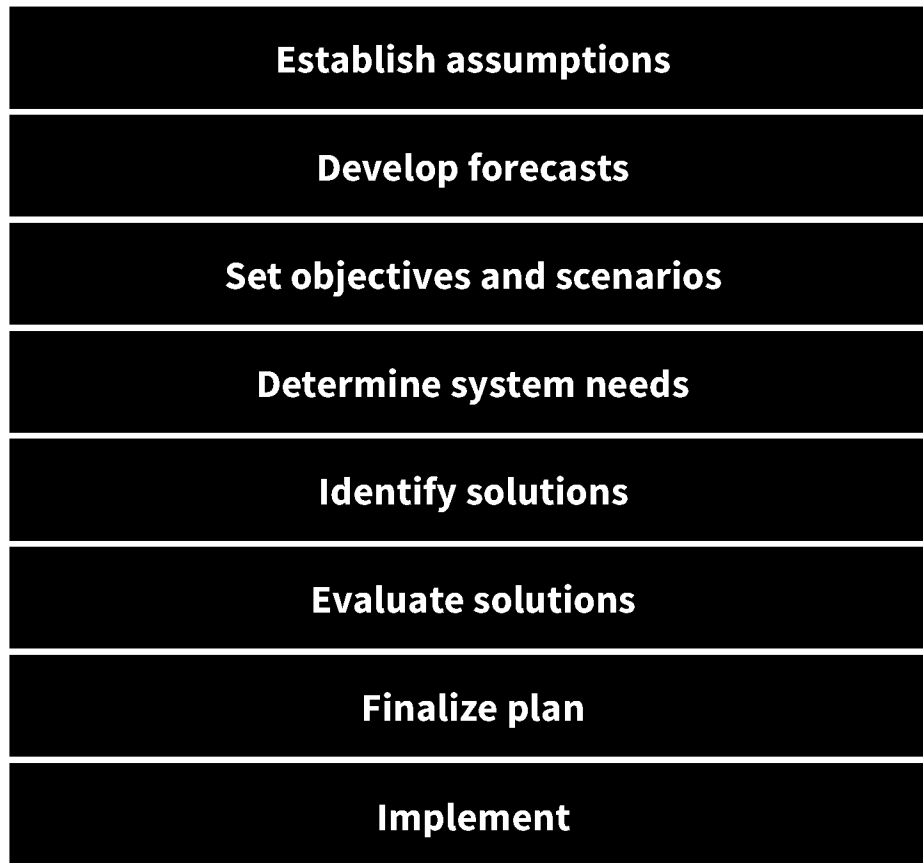 Establish assumptions
Develop forecasts
Set objectives and scenarios
Determine system needs
Identify solutions
Evaluate solutions
Finalize plan
Implement